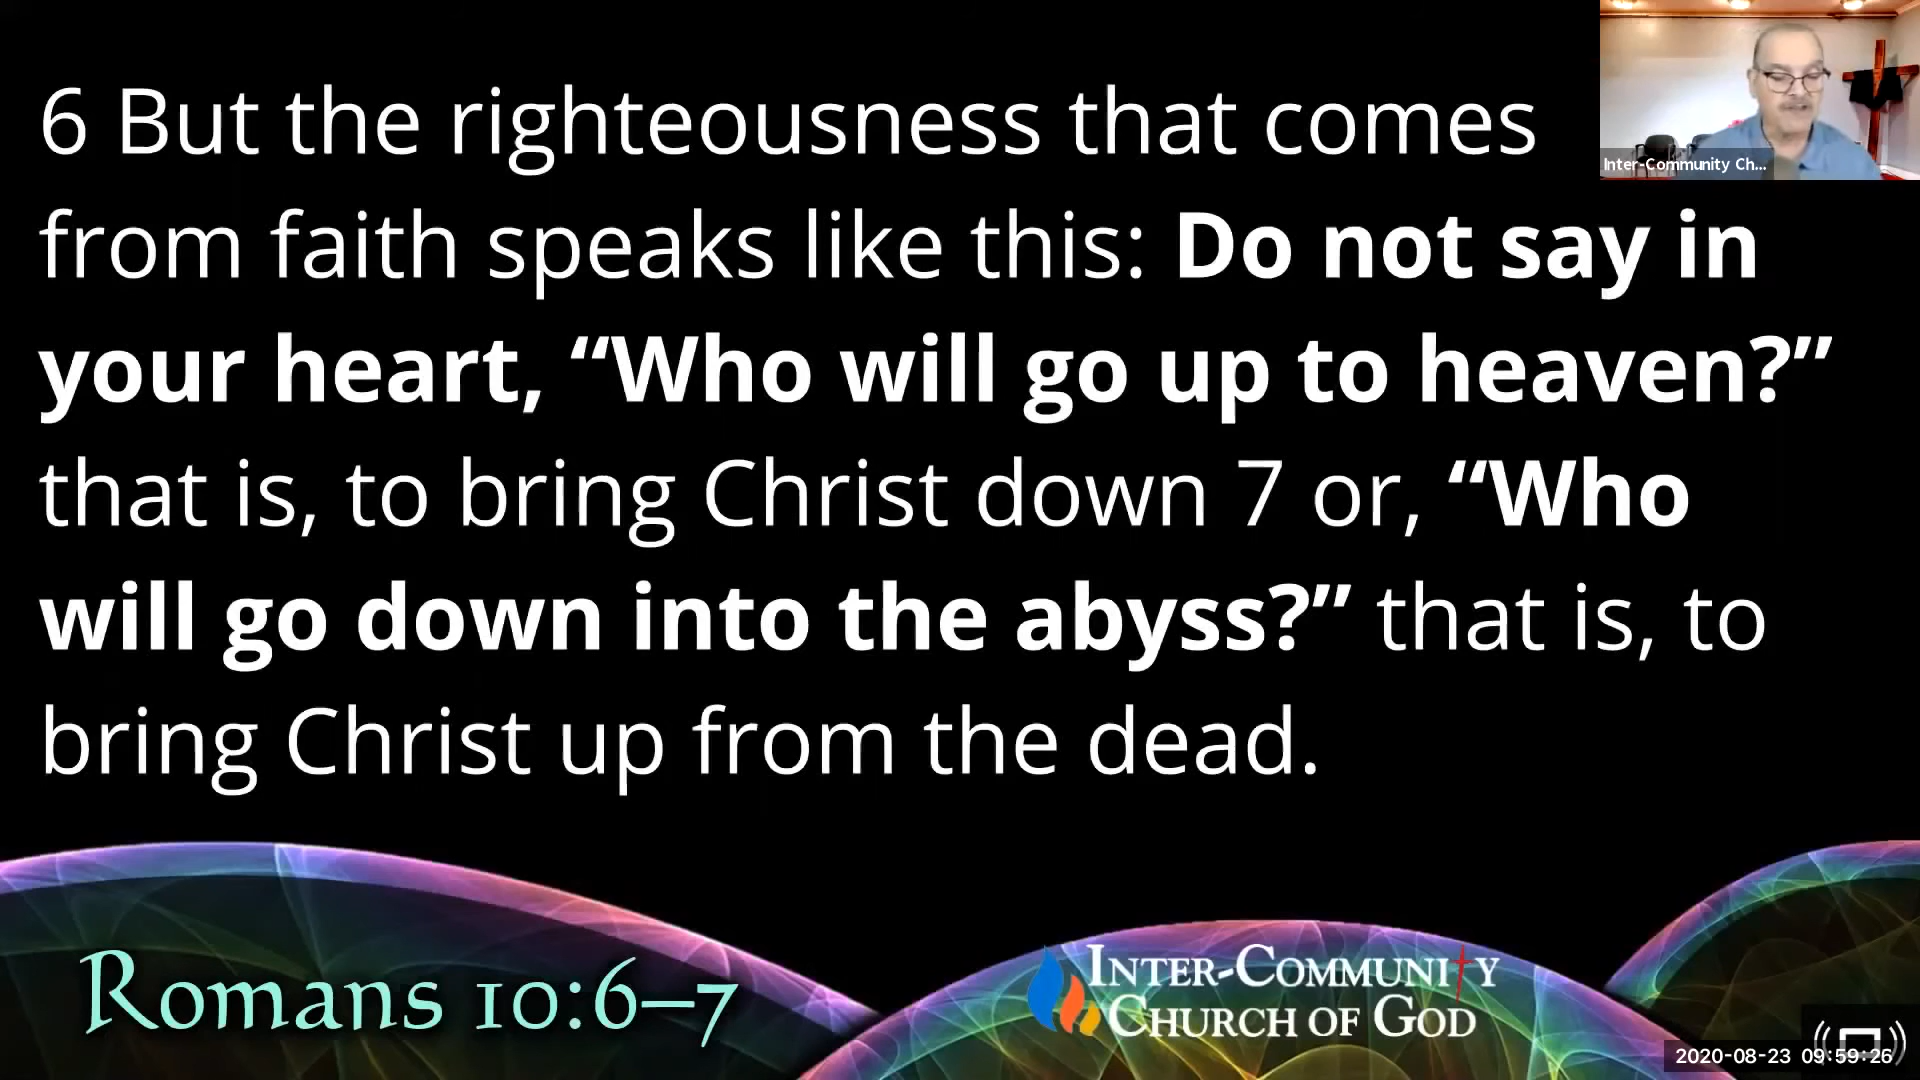 6 But the righteousness that comes
from faith speaks like this: Do not say in
your heart, “Who will go up to heaven?”
that is, to bring Christ down 7 or, “Who
will go down into the abyss?” that is, to
bring Christ up from the dead.
Inter-Community Ch...
Romans 10:6–7
Inter-Community
Church of God
2020-08-23 09:59:26